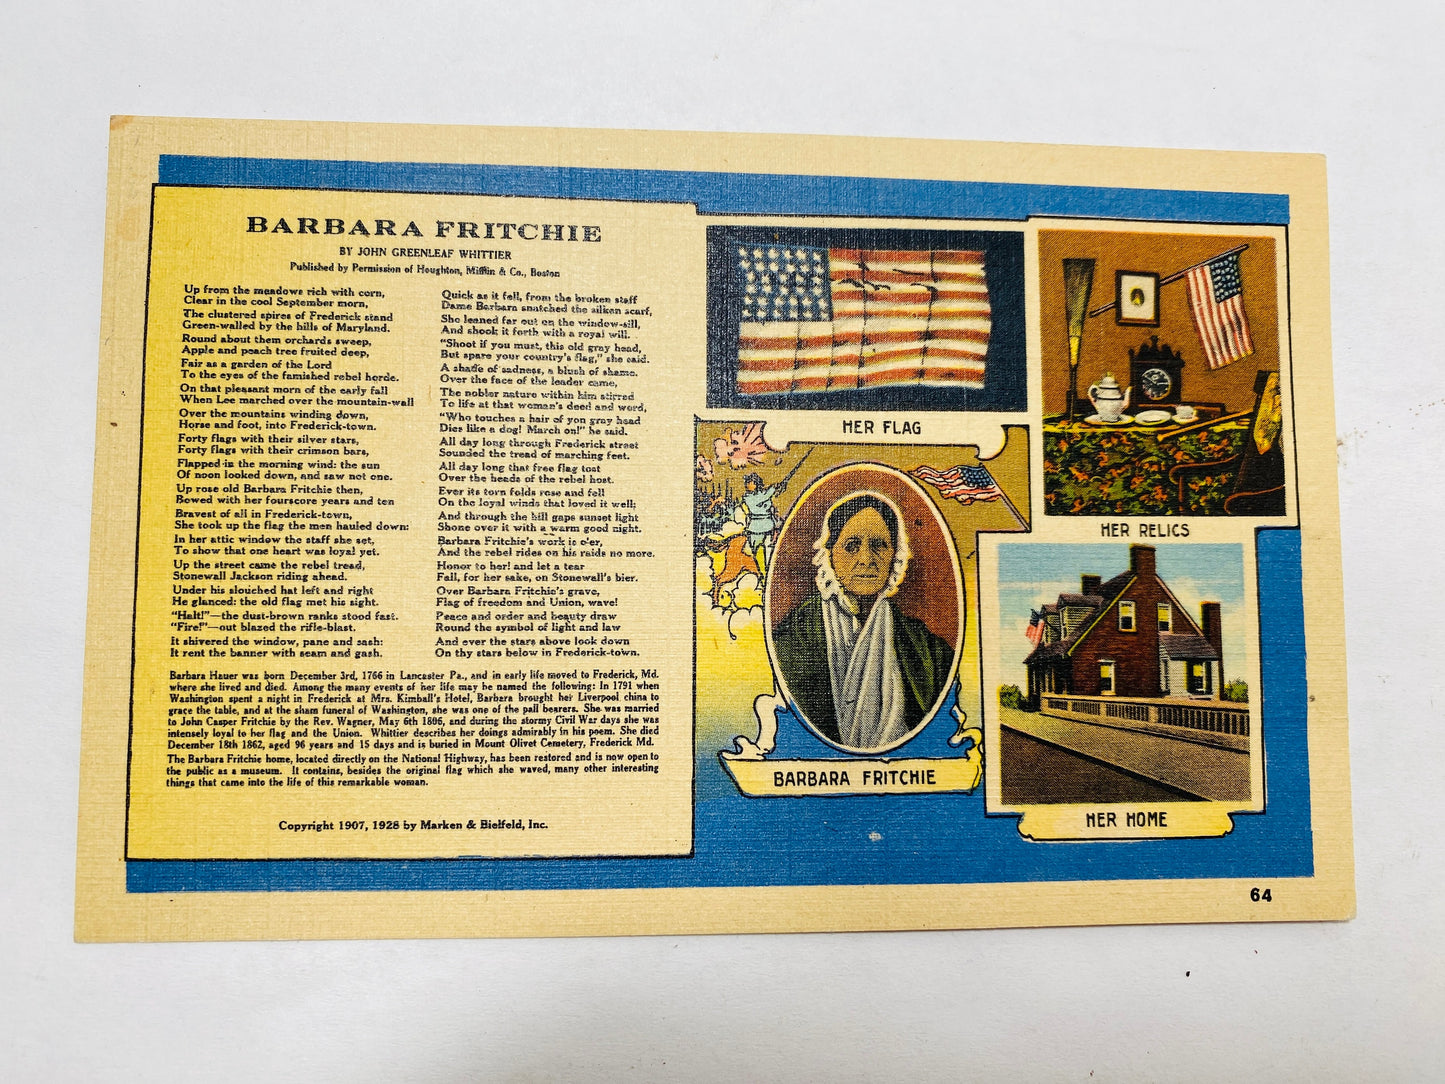 BARBARA FRITCHIE
BY JOHN GREENLEAF WHITTIER
Published by Permission of Houghton, Mifflin & Co., Boston
Up from the meadows rich with corn,
Clear in the cool September morn,
The clustered spires of Frederick stand
Green-walled by the hills of Maryland.
Round about them orchards sweep,
Apple and peach tree fruited deep,
Fair as a garden of the Lord
To the eyes of the famished rebel horde.
On that pleasant morn of the early fall
When Lee marched over the mountain-wall
Over the mountains winding down,
Horse and foot, into Frederick-town.
Forty flags with their silver stars,
Forty flags with their crimson bars,
Flapped in the morning wind: the sun
Of noon looked down, and saw not one.
Up rose old Barbara Fritchie then,
Bowed with her fourscore years and ten
Bravest of all in Frederick-town,
She took up the flag the men hauled down:
In her attic window the staff she set,
To show that one heart was loyal yet.
Up the street came the rebel tread,
Stonewall Jackson riding ahead.
Under his slouched hat left and right
He glanced: the old flag met his sight.
"Halt!"—the dust-brown ranks stood fast.
"Fire!"—out blazed the rifle-blast.
It shivered the window, pane and sash:
It rent the banner with seam and gash.
Quick as it fell, from the broken staff
Dame Barbara snatched the silken scarf,
She leaned far out on the window-sill,
And shook it forth with a royal will.
"Shoot if you must, this old gray head,
But spare your country's flag," she said.
A shade of sadness, a blush of shame.
Over the face of the leader came,
The nobler nature within him stirred
To life at that woman's deed and word,
"Who touches a hair of yon gray head
Dies like a dog! March on!" he said.
All day long through Frederick street
Sounded the tread of marching feet.
All day long that free flag tost
Over the heads of the rebel host.
Ever its torn folds rose and fell
On the loyal winds that loved it well;
And through the hill gaps sunset light
Shone over it with a warm good night.
Barbara Fritchie's work is o'er,
And the rebel rides on his raids no more.
Honor to her! and let a tear
Fall, for her sake, on Stonewall's bier.
Over Barbara Fritchie's grave,
Flag of freedom and Union, wave!
Peace and order and beauty draw
Round the symbol of light and law
And ever the stars above look down
On thy stars below in Frederick-town.
Barbara Hauer was born December 3rd, 1766 in Lancaster Pa., and in early life moved to Frederick, Md.
where she lived and died. Among the many events of her life may be named the following: In 1791 when
Washington spent a night in Frederick at Mrs. Kimball's Hotel, Barbara brought her Liverpool china to
grace the table, and at the sham funeral of Washington, she was one of the pall bearers. She was married
to John Casper Fritchie by the Rev. Wagner, May 6th 1806, and during the stormy Civil War days she was
intensely loyal to her flag and the Union. Whittier describes her doings admirably in his poem. She died
December 18th 1862, aged 96 years and 15 days and is buried in Mount Olivet Cemetery, Frederick Md.
The Barbara Fritchie home, located directly on the National Highway, has been restored and is now open to
the public as a museum. It contains, besides the original flag which she waved, many other interesting
things that came into the life of this remarkable woman.
Copyright 1907, 1928 by Marken & Bielfeld, Inc.
HER FLAG
HER RELICS
BARBARA FRITCHIE
HER HOME
64